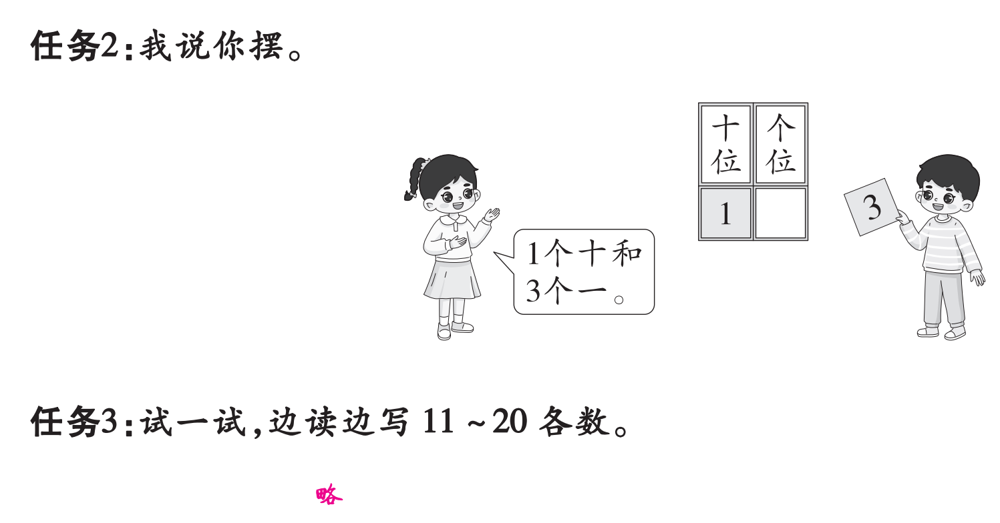 任务2:我说你摆。
十位 个位
1
3
1个十和
3个一。
任务3:试一试,边读边写 11 ~ 20 各数。
略